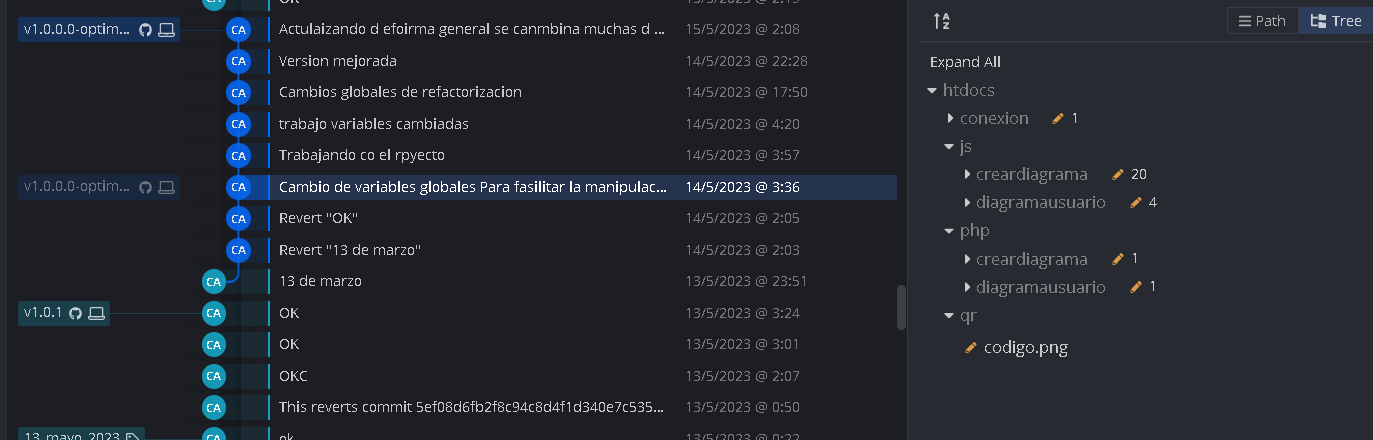 OK 13/5/2023 @ 2:19
v1.0.0.0-optim... CA Actulaizando d efoirma general se canmbina muchas d ... 15/5/2023 @ 2:08
CA Version mejorada 14/5/2023 @ 22:28
CA Cambios globales de refactorizacion 14/5/2023 @ 17:50
CA trabajo variables cambiadas 14/5/2023 @ 4:20
CA Trabajando co el rpyecto 14/5/2023 @ 3:57
v1.0.0.0-optim... CA Cambio de variables globales Para fasilitar la manipulac... 14/5/2023 @ 3:36
CA Revert "OK" 14/5/2023 @ 2:05
CA Revert "13 de marzo" 14/5/2023 @ 2:03
CA 13 de marzo 13/5/2023 @ 23:51
v1.0.1 CA OK 13/5/2023 @ 3:24
CA OK 13/5/2023 @ 3:01
CA OKC 13/5/2023 @ 2:07
CA This reverts commit 5ef08d6fb2f8c94c8d4f1d340e7c535... 13/5/2023 @ 0:50
13_mayo_2023 CA ok 13/5/2023 @ 0:22
A Z Path Tree
Expand All
htdocs
conexion 1
js
creardiagrama 20
diagramausuario 4
php
creardiagrama 1
diagramausuario 1
qr
codigo.png